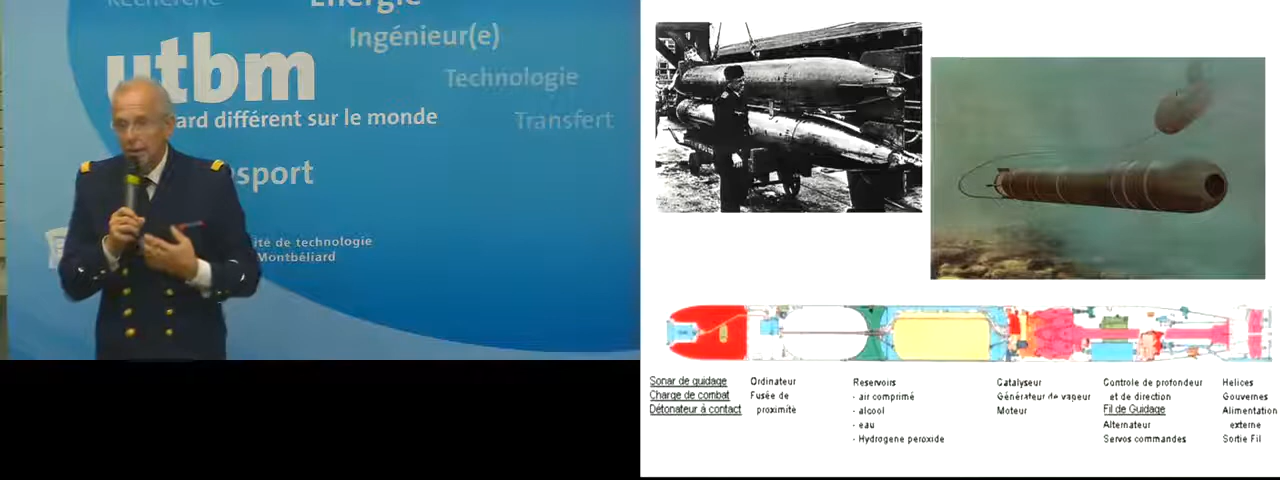 Recherche
Energie
Ingénieur(e)
utbm
Technologie
ard différent sur le monde
Transfert
sport
ité de technologie
Montbéliard
Sonar de guidage
Charge de combat
Détonateur à contact
Ordinateur
Fusée de
proximité
Reservoirs
- air comprimé
- alcool
- eau
- Hydrogene peroxide
Catalyseur
Générateur de vapeur
Moteur
Controle de profondeur
et de direction
Fil de Guidage
Alternateur
Servos commandes
Helices
Gouvernes
Alimentation
externe
Sortie Fil